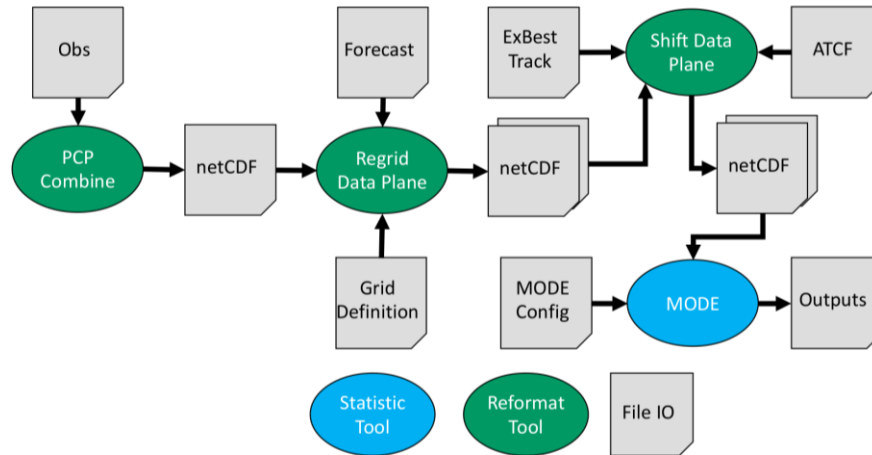 Obs
Forecast
ExBest
Track
Shift Data
Plane
ATCF
PCP
Combine
netCDF
Regrid
Data Plane
netCDF
netCDF
Grid
Definition
MODE
Config
MODE
Outputs
Statistic
Tool
Reformat
Tool
File IO